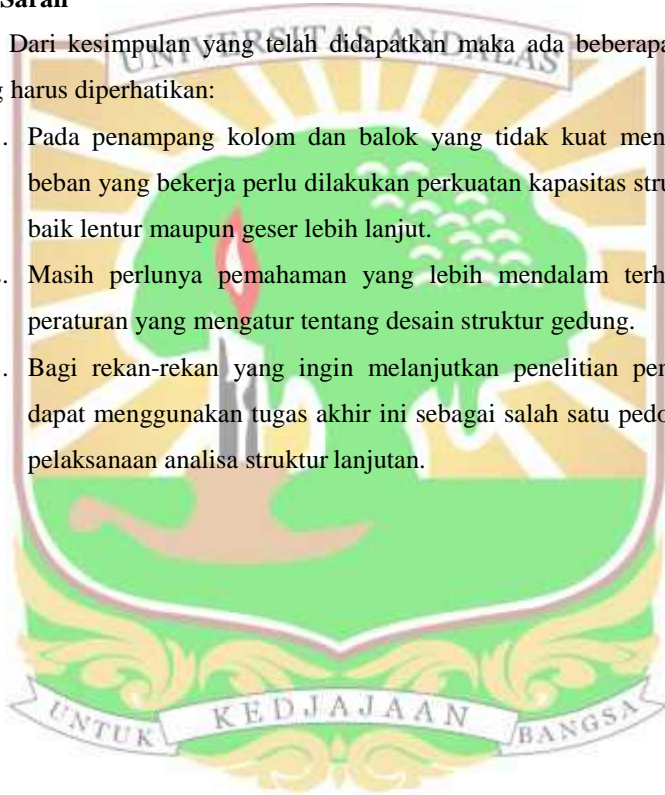 Saran
UNIVERSITAS ANDALAS
Dari kesimpulan yang telah didapatkan maka ada beberapa
harus diperhatikan:
. Pada penampang kolom dan balok yang tidak kuat men
beban yang bekerja perlu dilakukan perkuatan kapasitas stru
baik lentur maupun geser lebih lanjut.
. Masih perlunya pemahaman yang lebih mendalam terh
peraturan yang mengatur tentang desain struktur gedung.
. Bagi rekan-rekan yang ingin melanjutkan penelitian pen
dapat menggunakan tugas akhir ini sebagai salah satu pedo
pelaksanaan analisa struktur lanjutan.
UNTUK KEDJAJAAN BANGSA